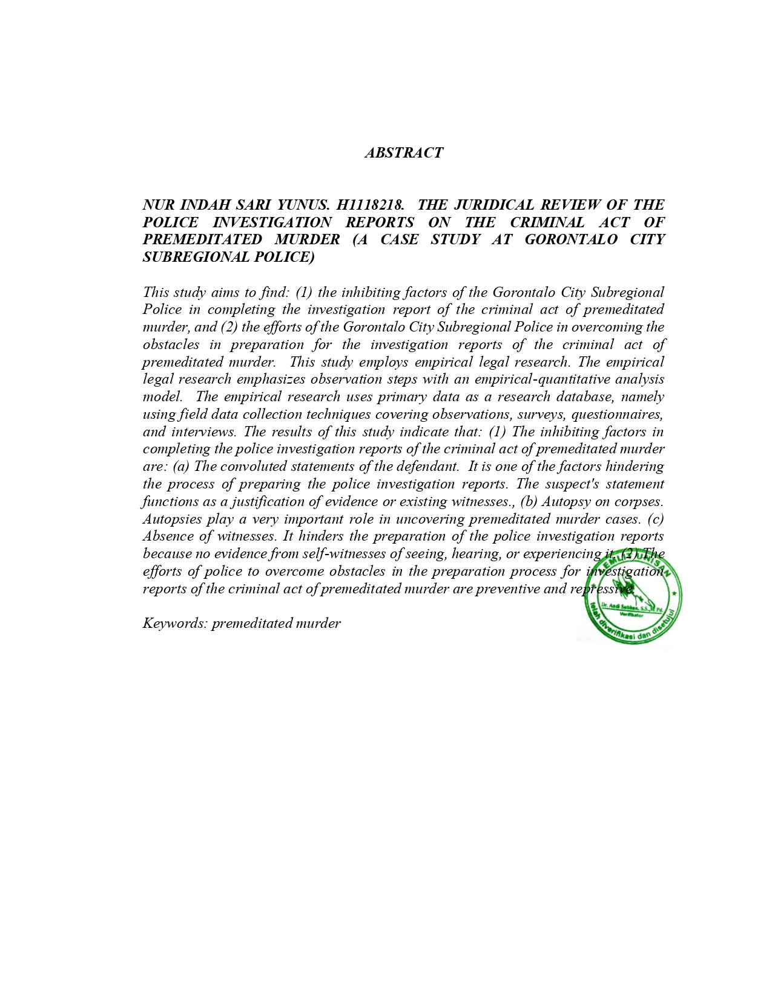 ABSTRACT
NUR INDAH SARI YUNUS. H1118218. THE JURIDICAL REVIEW OF THE
POLICE INVESTIGATION REPORTS ON THE CRIMINAL ACT OF
PREMEDITATED MURDER (A CASE STUDY AT GORONTALO CITY
SUBREGIONAL POLICE)
This study aims to find: (1) the inhibiting factors of the Gorontalo City Subregional
Police in completing the investigation report of the criminal act of premeditated
murder, and (2) the efforts of the Gorontalo City Subregional Police in overcoming the
obstacles in preparation for the investigation reports of the criminal act of
premeditated murder. This study employs empirical legal research. The empirical
legal research emphasizes observation steps with an empirical-quantitative analysis
model. The empirical research uses primary data as a research database, namely
using field data collection techniques covering observations, surveys, questionnaires,
and interviews. The results of this study indicate that: (1) The inhibiting factors in
completing the police investigation reports of the criminal act of premeditated murder
are: (a) The convoluted statements of the defendant. It is one of the factors hindering
the process of preparing the police investigation reports. The suspect's statement
functions as a justification of evidence or existing witnesses., (b) Autopsy on corpses.
Autopsies play a very important role in uncovering premeditated murder cases. (c)
Absence of witnesses. It hinders the preparation of the police investigation reports
because no evidence from self-witnesses of seeing, hearing, or experiencing it. (2) The
efforts of police to overcome obstacles in the preparation process for investigation
reports of the criminal act of premeditated murder are preventive and repressive.
Keywords: premeditated murder
LEMLIZ UNISAN
Dr. Andi Sabhan, S.S., M.Pd.
Verifikator
telah diverifikasi dan disetujui